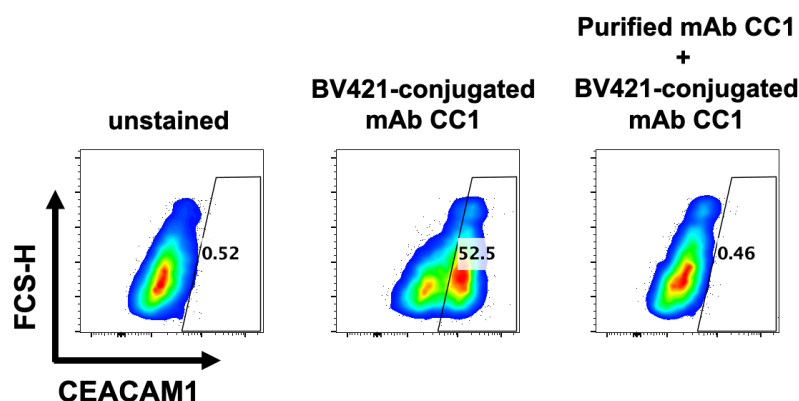 Purified mAb CC1
+
BV421-conjugated
mAb CC1
BV421-conjugated
mAb CC1
unstained
0.52
52.5
0.46
FCS-H
CEACAM1